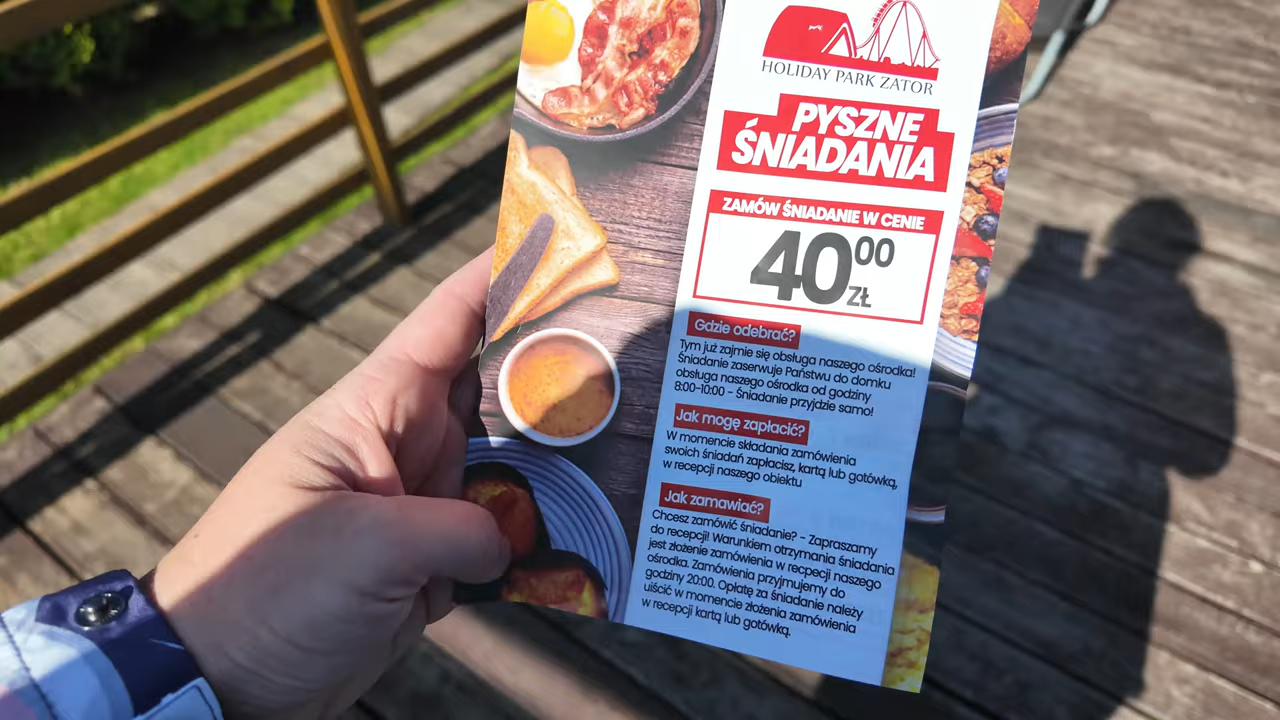 HOLIDAY PARK ZATOR
PYSZNE
ŚNIADANIA
ZAMÓW ŚNIADANIE W CENIE
40⁰⁰
ZŁ
Gdzie odebrać?
Tym już zajmie się obsługa naszego ośrodka!
Śniadanie zaserwuje Państwu do domku
obsługa naszego ośrodka od godziny
8:00-10:00 - Śniadanie przyjdzie samo!
Jak mogę zapłacić?
W momencie składania zamówienia
swoich śniadań zapłacisz, kartą lub gotówką,
w recepcji naszego obiektu
Jak zamawiać?
Chcesz zamówić śniadanie? - Zapraszamy
do recepcji! Warunkiem otrzymania śniadania
jest złożenie zamówienia w recpecji naszego
ośrodka. Zamówienia przyjmujemy do
godziny 20:00. Opłatę za śniadanie należy
uiścić w momencie złożenia zamówienia
w recepcji kartą lub gotówką.